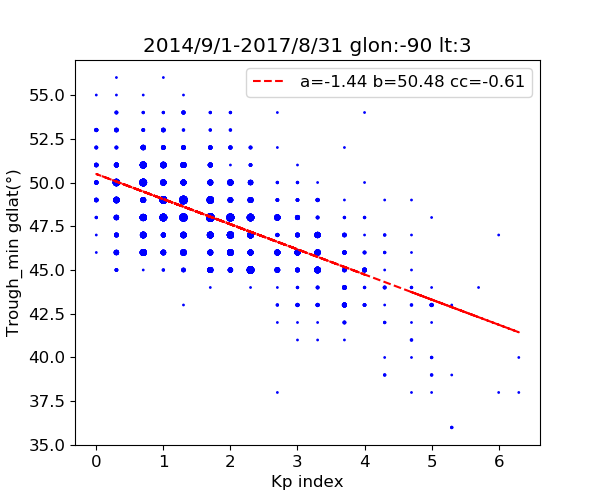 2014/9/1-2017/8/31 glon:-90 lt:3
a=-1.44 b=50.48 cc=-0.61
Trough_min gdlat(°)
55.0
52.5
50.0
47.5
45.0
42.5
40.0
37.5
35.0
0 1 2 3 4 5 6
Kp index